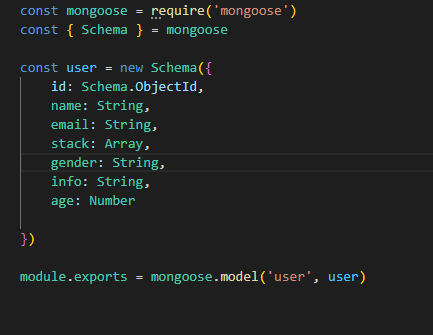 const mongoose = require('mongoose')
const { Schema } = mongoose
const user = new Schema({
id: Schema.ObjectId,
name: String,
email: String,
stack: Array,
gender: String,
info: String,
age: Number
})
module.exports = mongoose.model('user', user)